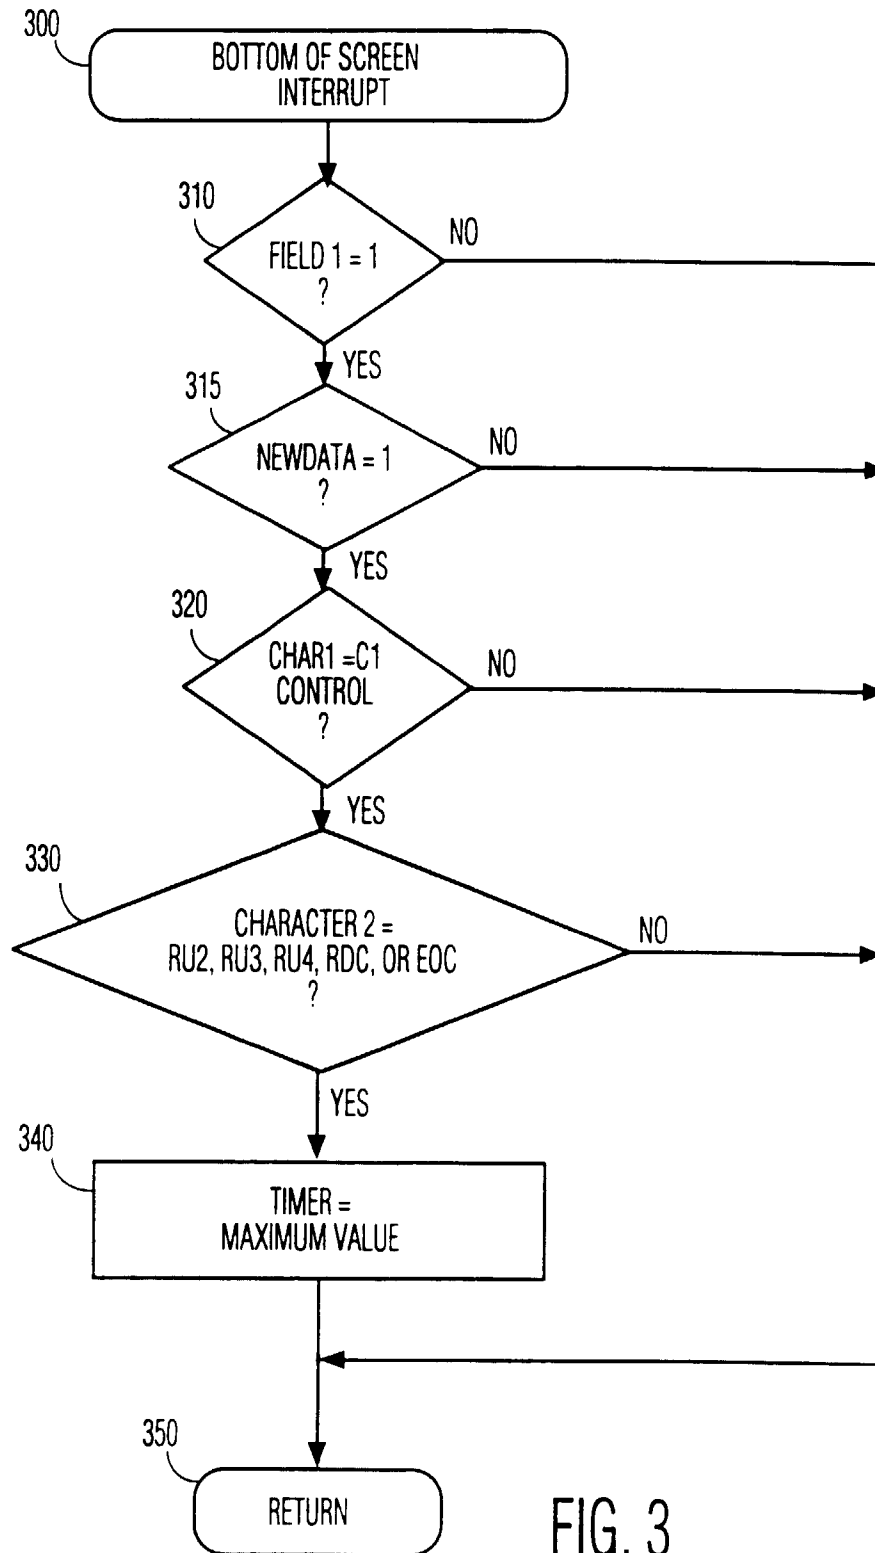 300
BOTTOM OF SCREEN
INTERRUPT
310
FIELD 1 = 1
?
NO
YES
315
NEWDATA = 1
?
NO
YES
320
CHAR1 =C1
CONTROL
?
NO
YES
330
CHARACTER 2 =
RU2, RU3, RU4, RDC, OR EOC
?
NO
YES
340
TIMER =
MAXIMUM VALUE
350
RETURN
FIG. 3